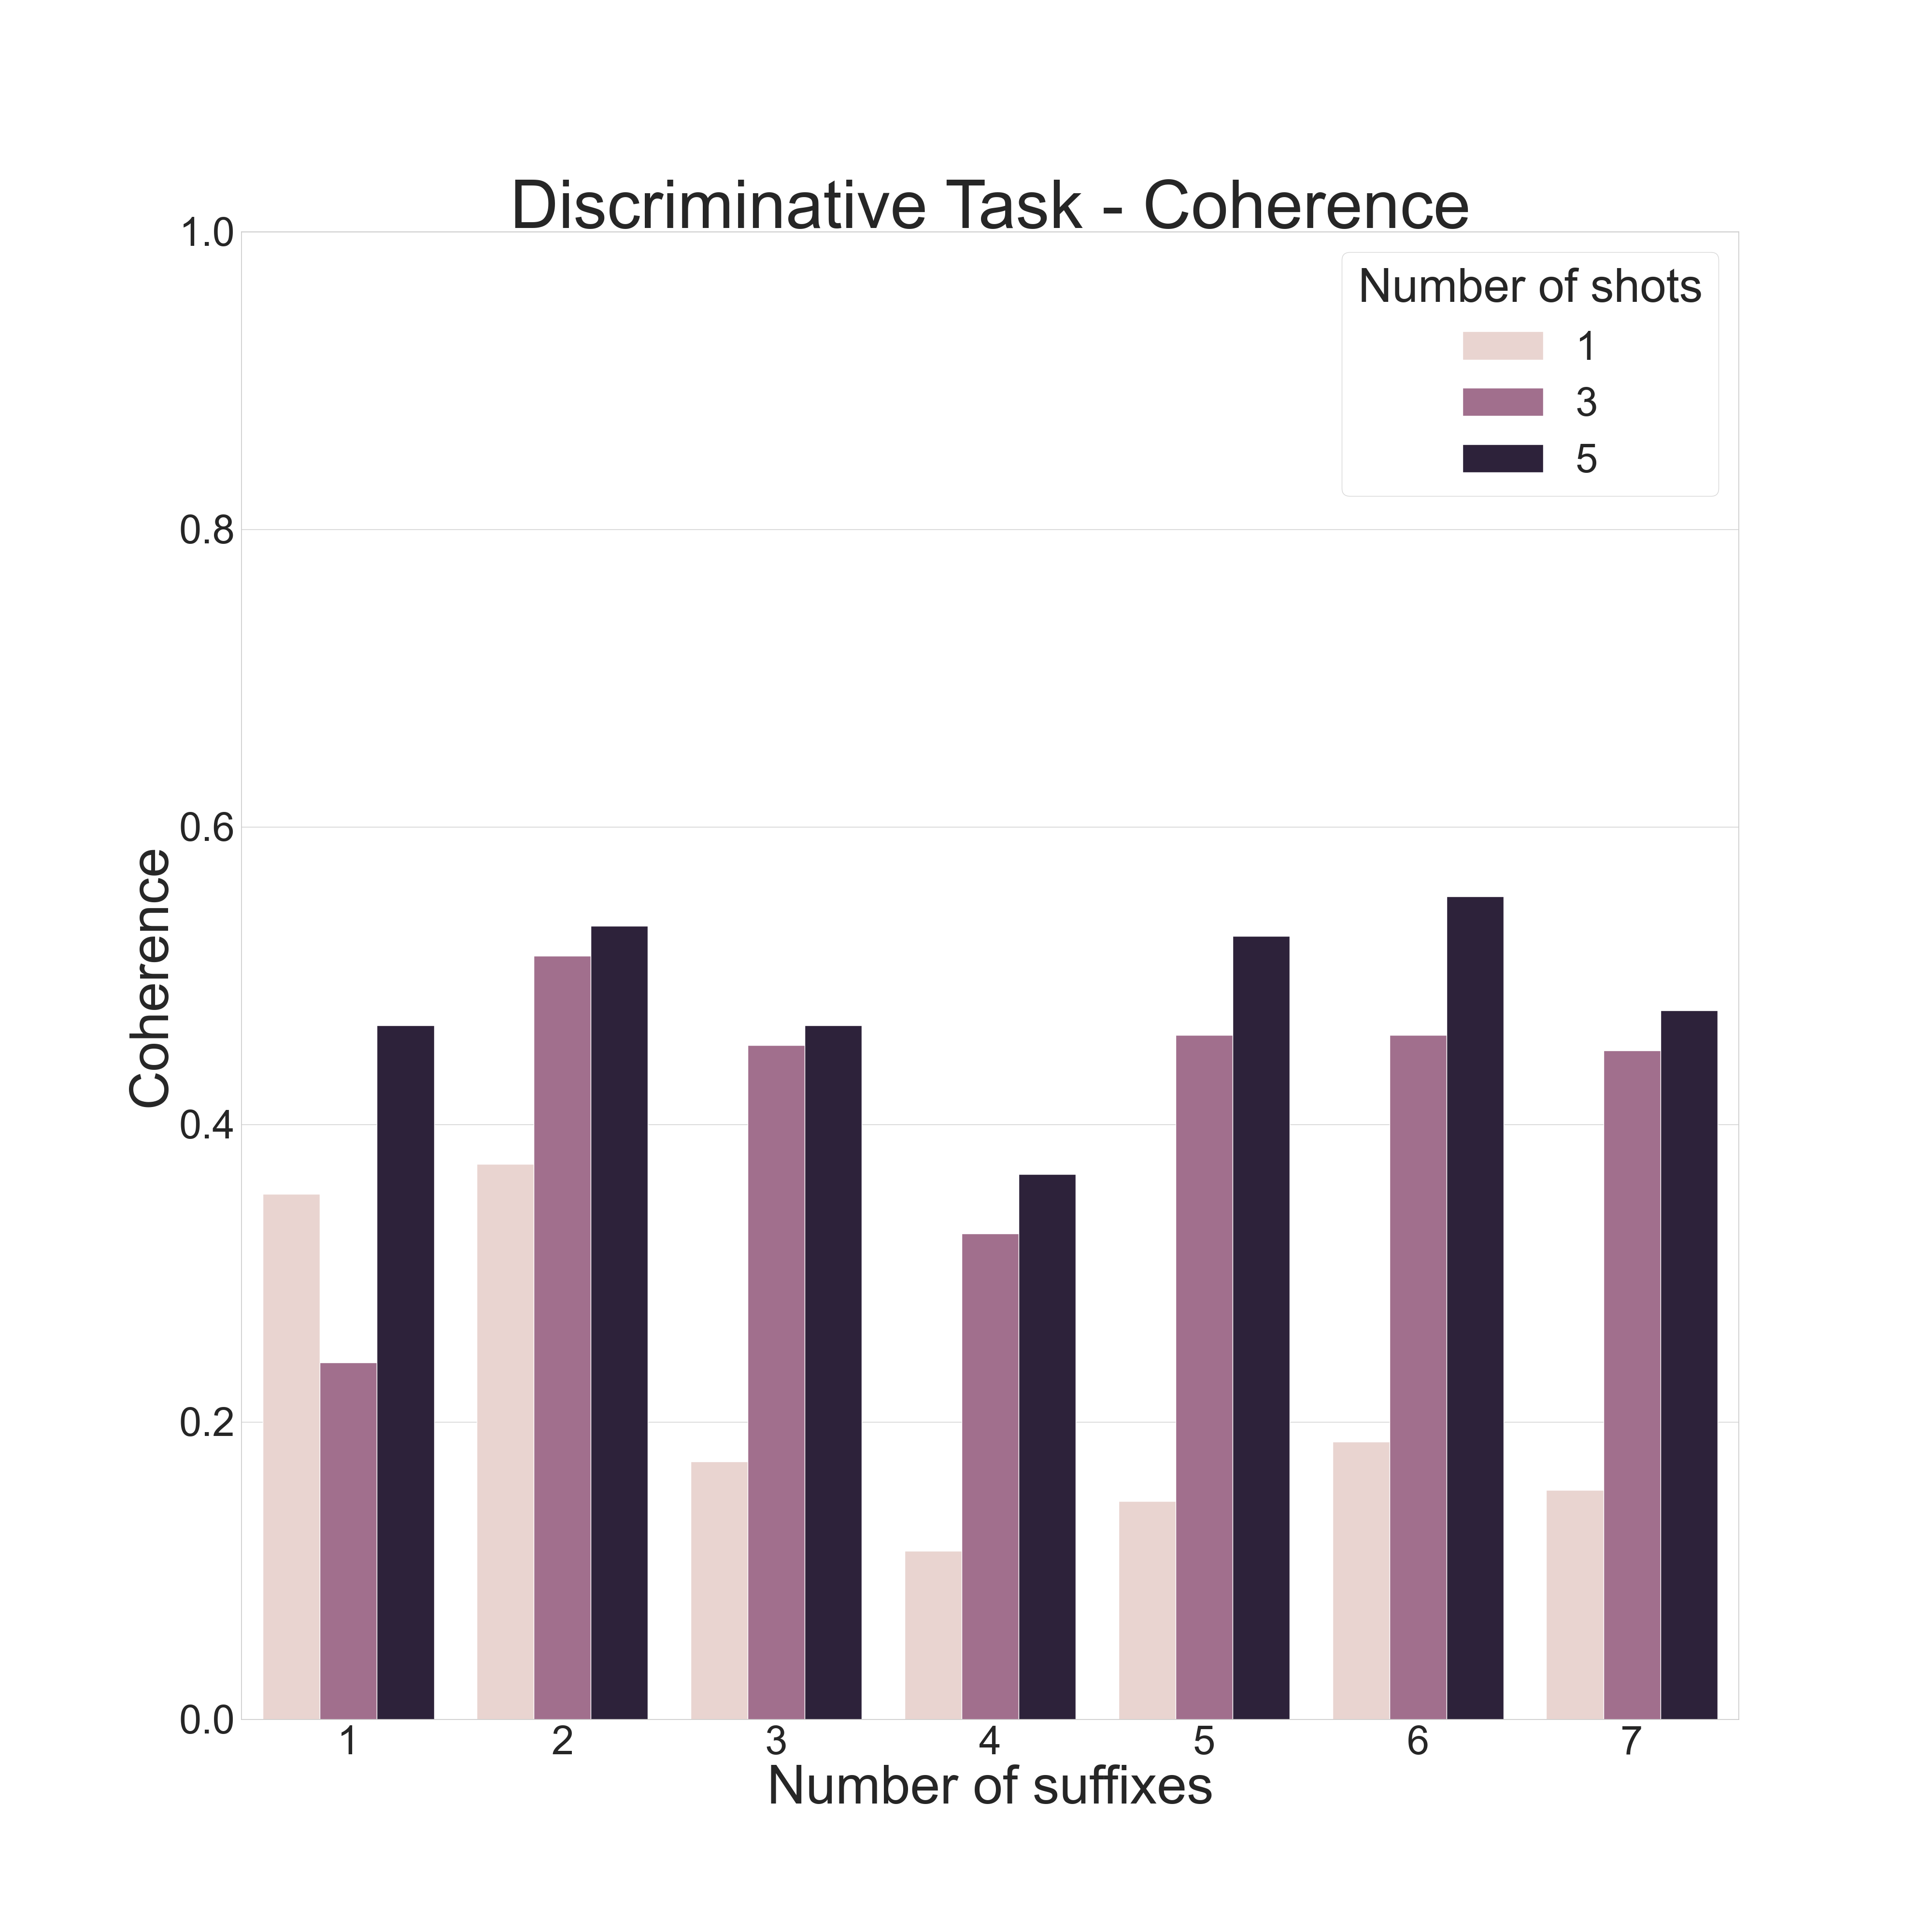 Discriminative Task - Coherence
Number of shots
1
3
5
Coherence
1.0
0.8
0.6
0.4
0.2
0.0
1 2 3 4 5 6 7
Number of suffixes